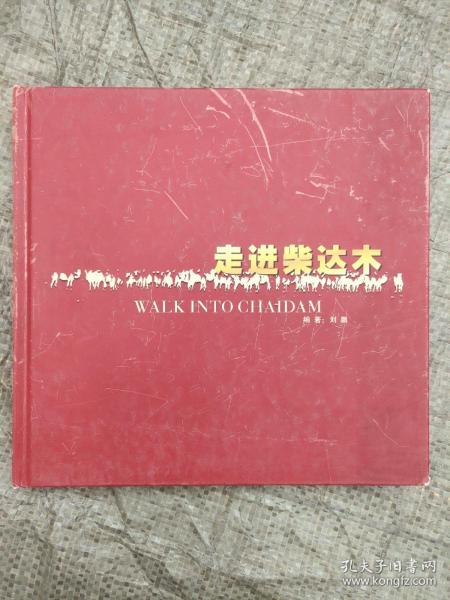 走进柴达木
WALK INTO CHAIDAM
编著：刘鹏
孔夫子旧书网
www.kongfz.com